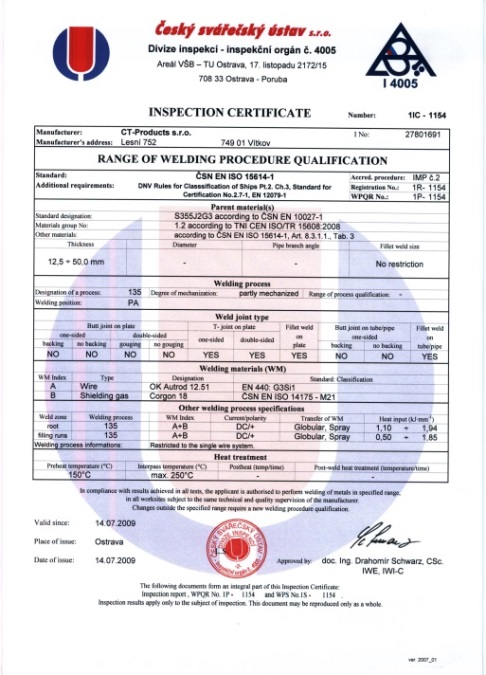 Český svářečský ústav s.r.o.
Divize inspekcí - inspekční orgán č. 4005
Areál VŠB – TU Ostrava, 17. listopadu 2172/15
708 33 Ostrava - Poruba
I 4005
INSPECTION CERTIFICATE Number: 1IC - 1154
Manufacturer: CT-Products s.r.o. I No: 27801691
Manufacturer's address: Lesní 752 749 01 Vítkov
RANGE OF WELDING PROCEDURE QUALIFICATION
Standard: ČSN EN ISO 15614-1 Accred. procedure: IMP č.2
Additional requirements: DNV Rules for Classsification of Ships Pt.2, Ch.3, Standard for Registration No.: 1R- 1154
Certification No.2.7-1, EN 12079-1 WPQR No.: 1P- 1154
Parent material(s)
Standard designation: S355J2G3 according to ČSN EN 10027-1
Materials group No: 1.2 according to TNI CEN ISO/TR 15608:2008
Other materials: according to ČSN EN ISO 15614-1, Art. 8.3.1.1., Tab. 3
Thickness Diameter Pipe branch angle Fillet weld size
12,5 ÷ 50,0 mm - - No restriction
Welding process
Designation of a process: 135 Degree of mechanization: partly mechanized Range of process qualification: -
Welding position: PA
Weld joint type
Butt joint on plate T- joint on plate Fillet weld Butt joint on tube/pipe Fillet weld
one-sided double-sided one-sided double-sided on one-sided double-sided on
backing no backing gouging no gouging plate backing no backing tube/pipe
NO NO NO NO YES YES YES NO NO NO YES
Welding materials (WM)
WM Index Type Designation Standard / Classification
A Wire OK Autrod 12.51 EN 440: G3Si1
B Shielding gas Corgon 18 ČSN EN ISO 14175 - M21
Other welding process specifications
Weld zone Welding process WM Index Current/polarity Transfer of WM Heat input (kJ·mm⁻¹)
root 135 A+B DC/+ Globular, Spray 1,10 ÷ 1,94
filling runs 135 A+B DC/+ Globular, Spray 0,50 ÷ 1,85
Welding process informations: Restricted to the single wire system.
Heat treatment
Preheat temperature (°C) Interpass temperature (°C) Postheat (temp/time) Post-weld heat treatment (temperature/time)
150°C max. 250°C - -
In compliance with results achieved in all tests, the applicant is authorised to perform welding of metals in specified range,
in all worksites subject to the same technical and quality supervision of the manufacturer.
Changes outside the specified range require a new welding procedure qualification.
Valid since: 14.07.2009
Place of issue: Ostrava
Date of issue: 14.07.2009 Approved by: doc. Ing. Drahomír Schwarz, CSc.
IWE, IWI-C
ČESKÝ SVÁŘEČSKÝ ÚSTAV
The following documents form an integral part of this Inspection Certificate:
Inspection report , WPQR No.1P - 1154 and WPS No.1S - 1154
Inspection results apply only to the subject of inspection. This document may be reproduced only as a whole.
ver. 2007_01